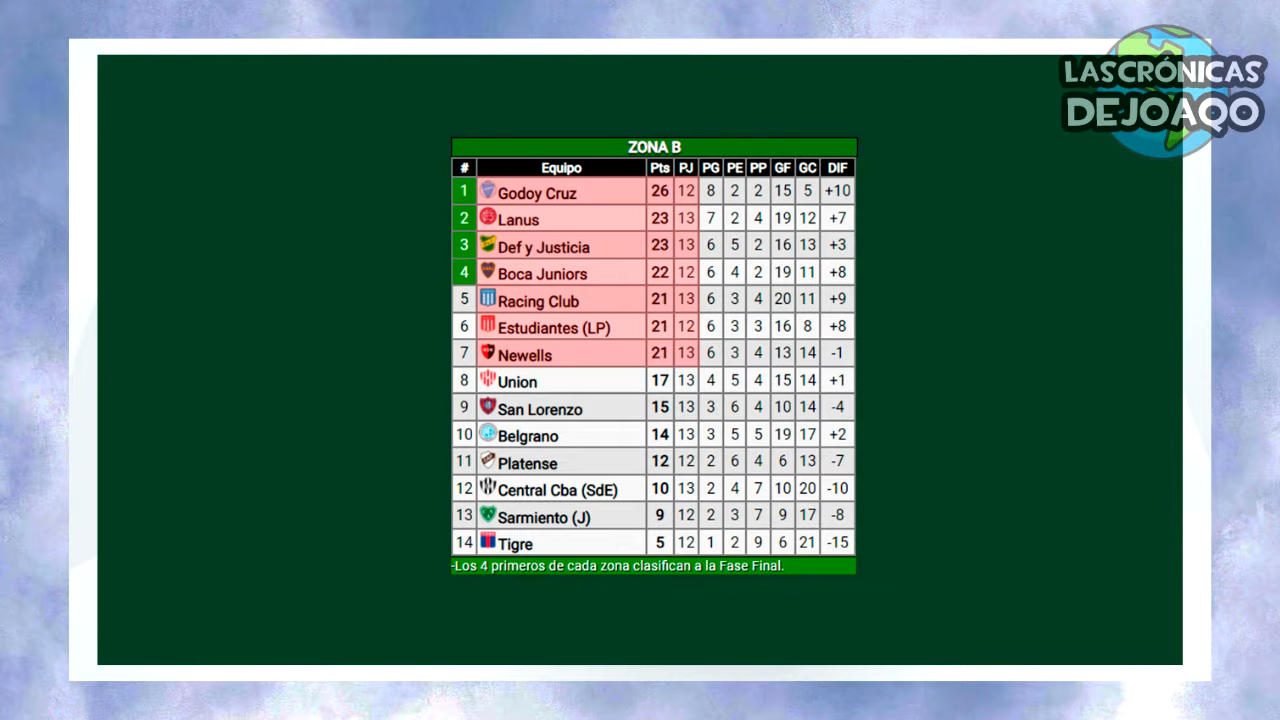 LAS CRÓNICAS
DE JOAQO
ZONA B
# Equipo Pts PJ PG PE PP GF GC DIF
1 Godoy Cruz 26 12 8 2 2 15 5 +10
2 Lanus 23 13 7 2 4 19 12 +7
3 Def y Justicia 23 13 6 5 2 16 13 +3
4 Boca Juniors 22 12 6 4 2 19 11 +8
5 Racing Club 21 13 6 3 4 20 11 +9
6 Estudiantes (LP) 21 12 6 3 3 16 8 +8
7 Newells 21 13 6 3 4 13 14 -1
8 Union 17 13 4 5 4 15 14 +1
9 San Lorenzo 15 13 3 6 4 10 14 -4
10 Belgrano 14 13 3 5 5 19 17 +2
11 Platense 12 12 2 6 4 6 13 -7
12 Central Cba (SdE) 10 13 2 4 7 10 20 -10
13 Sarmiento (J) 9 12 2 3 7 9 17 -8
14 Tigre 5 12 1 2 9 6 21 -15
-Los 4 primeros de cada zona clasifican a la Fase Final.